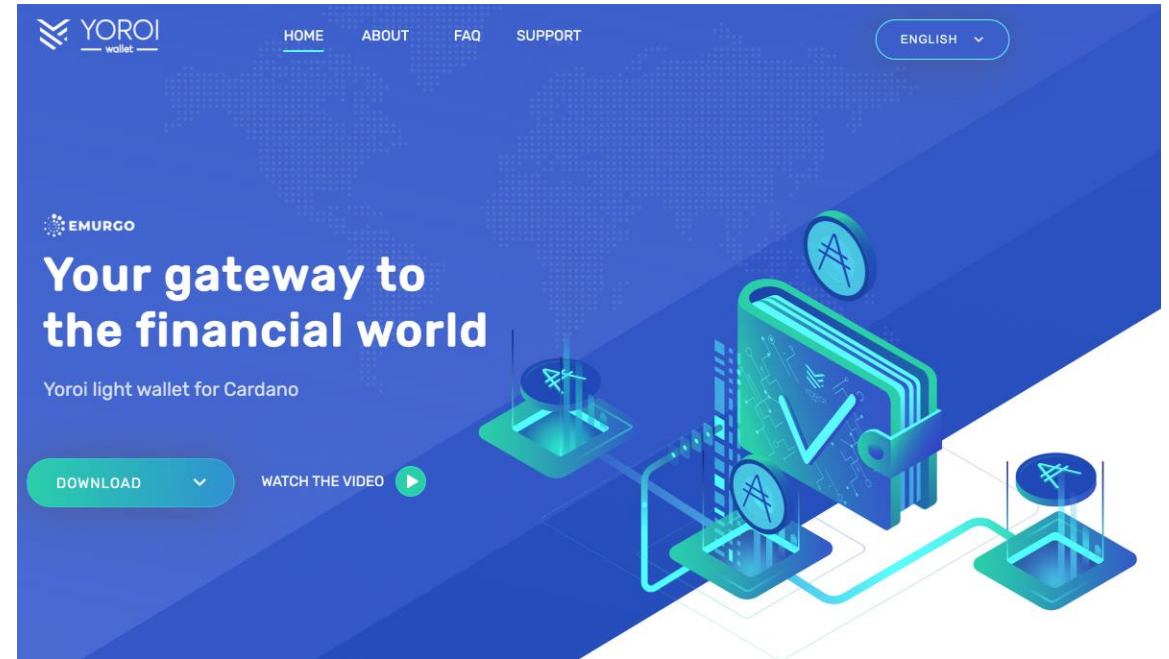 YOROI
wallet
HOME ABOUT FAQ SUPPORT
ENGLISH
EMURGO
Your gateway to
the financial world
Yoroi light wallet for Cardano
DOWNLOAD
WATCH THE VIDEO